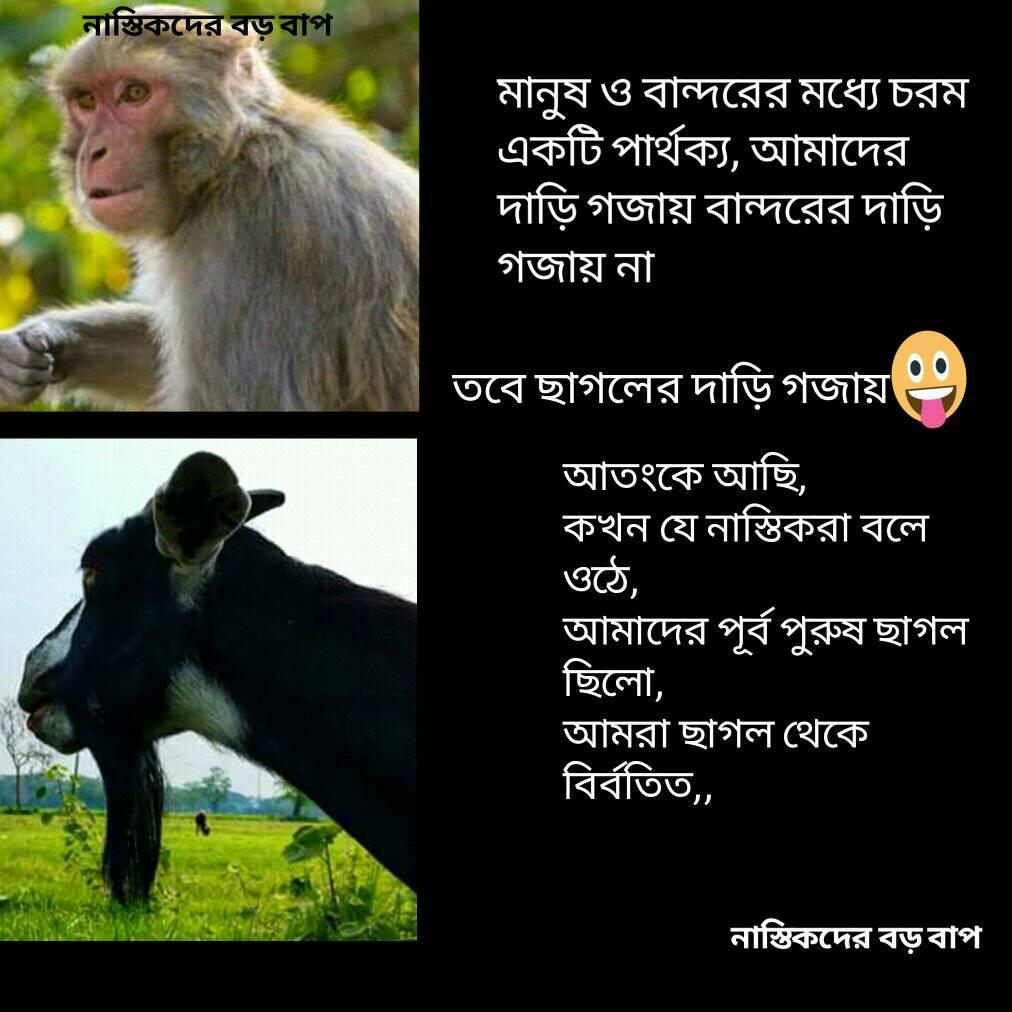 নাস্তিকদের বড় বাপ
মানুষ ও বান্দরের মধ্যে চরম
একটি পার্থক্য, আমাদের
দাড়ি গজায় বান্দরের দাড়ি
গজায় না
তবে ছাগলের দাড়ি গজায়
আতংকে আছি,
কখন যে নাস্তিকরা বলে
ওঠে,
আমাদের পূর্ব পুরুষ ছাগল
ছিলো,
আমরা ছাগল থেকে
বির্বতিত,,
নাস্তিকদের বড় বাপ